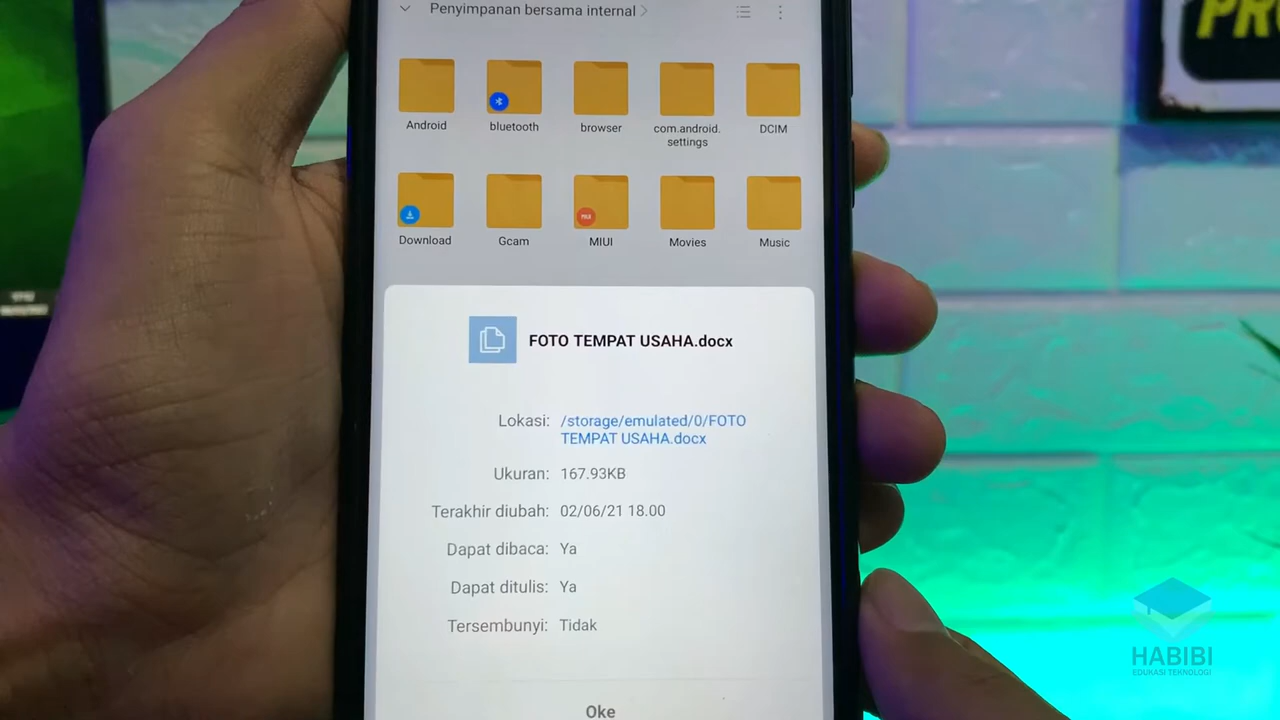 Penyimpanan bersama internal
Android
bluetooth
browser
com.android.
settings
DCIM
Download
Gcam
MIUI
Movies
Music
FOTO TEMPAT USAHA.docx
Lokasi: /storage/emulated/0/FOTO
TEMPAT USAHA.docx
Ukuran: 167.93KB
Terakhir diubah: 02/06/21 18.00
Dapat dibaca: Ya
Dapat ditulis: Ya
Tersembunyi: Tidak
Oke
HABIBI
EDUKASI TEKNOLOGI